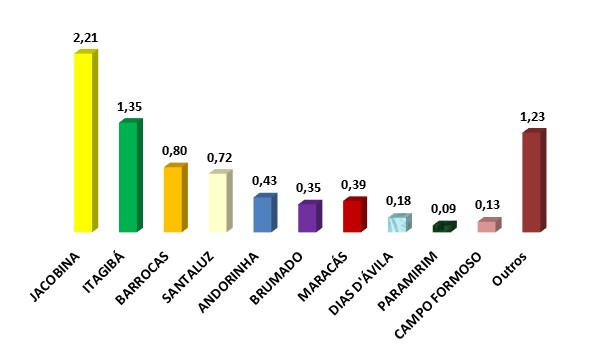 2,21
1,35
0,80
0,72
0,43
0,35
0,39
0,18
0,09
0,13
1,23
JACOBINA
ITAGIBÁ
BARROCAS
SANTALUZ
ANDORINHA
BRUMADO
MARACÁS
DIAS D'ÁVILA
PARAMIRIM
CAMPO FORMOSO
Outros